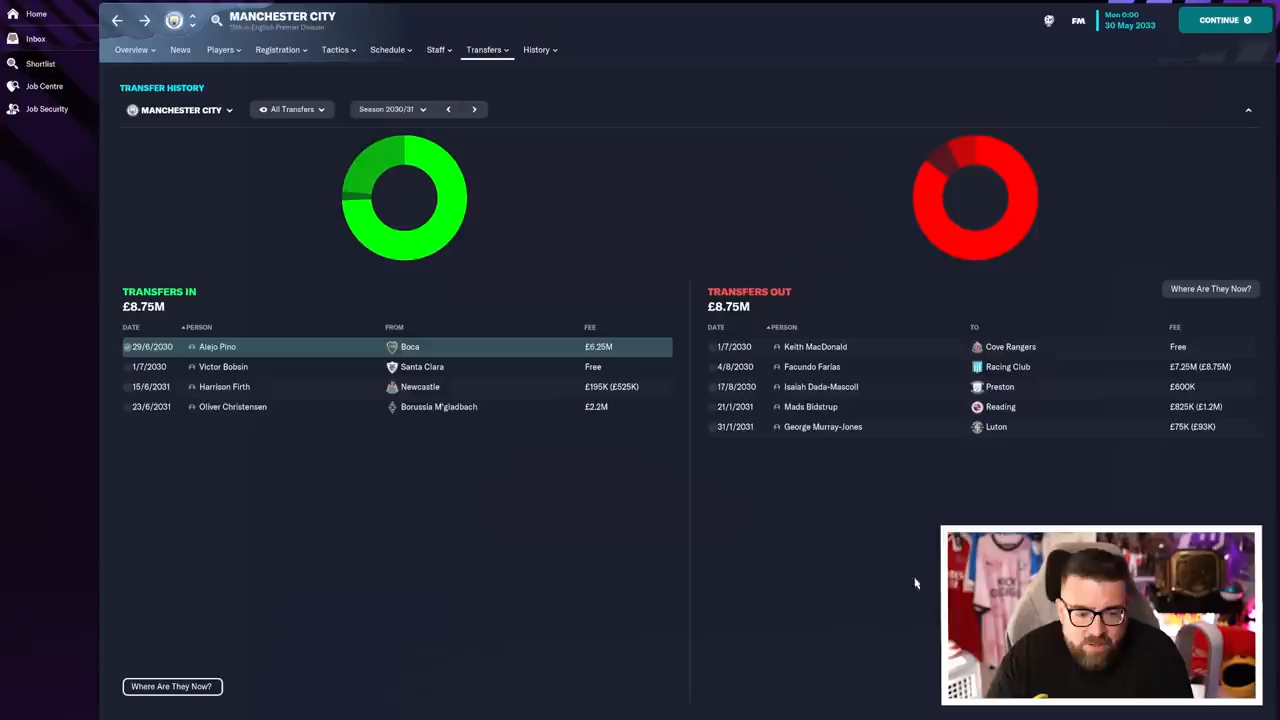 Home
Inbox
Shortlist
Job Centre
Job Security
MANCHESTER CITY
15th in English Premier Division
FM
Mon 0:00
30 May 2033
CONTINUE
Overview
News
Players
Registration
Tactics
Schedule
Staff
Transfers
History
TRANSFER HISTORY
MANCHESTER CITY
All Transfers
Season 2030/31
TRANSFERS IN
£8.75M
DATE PERSON FROM FEE
29/6/2030 Alejo Pino Boca £6.25M
1/7/2030 Victor Bobsin Santa Clara Free
15/6/2031 Harrison Firth Newcastle £195K (£525K)
23/6/2031 Oliver Christensen Borussia M'gladbach £2.2M
Where Are They Now?
TRANSFERS OUT
£8.75M
Where Are They Now?
DATE PERSON TO FEE
1/7/2030 Keith MacDonald Cove Rangers Free
4/8/2030 Facundo Farías Racing Club £7.25M (£8.75M)
17/8/2030 Isaiah Dada-Mascoll Preston £600K
21/1/2031 Mads Bidstrup Reading £825K (£1.2M)
31/1/2031 George Murray-Jones Luton £75K (£93K)